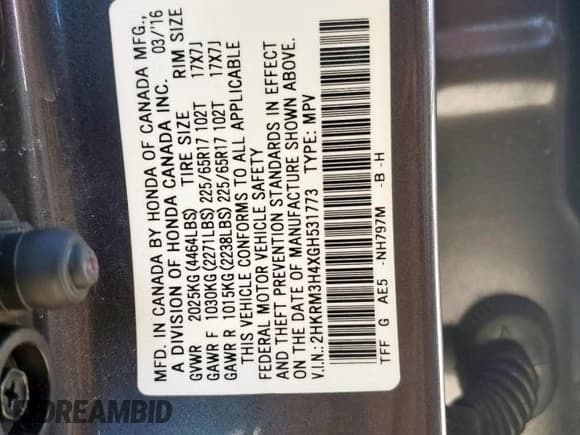 MFD. IN CANADA BY HONDA OF CANADA MFG.,
A DIVISION OF HONDA CANADA INC. 03/'16
GVWR 2025KG(4464LBS) TIRE SIZE RIM SIZE
GAWR F 1030KG(2271LBS) 225/65R17 102T 17X7J
GAWR R 1015KG(2238LBS) 225/65R17 102T 17X7J
THIS VEHICLE CONFORMS TO ALL APPLICABLE
FEDERAL MOTOR VEHICLE SAFETY
AND THEFT PREVENTION STANDARDS IN EFFECT
ON THE DATE OF MANUFACTURE SHOWN ABOVE.
V.I.N.:2HKRM3H4XGH531773 TYPE: MPV
TFF G AE5 -NH797M -B -H
DREAMBID